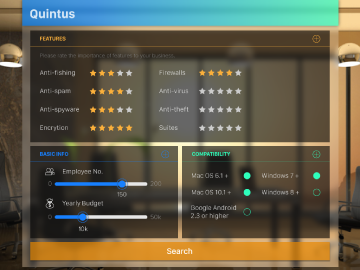 Quintus
FEATURES
Please rate the importance of features to your business
Anti-fishing Firewalls
Anti-spam Anti-virus
Anti-spyware Anti-theft
Encrytion Suites
BASIC INFO
Employee No.
0 200
150
Yearly Budget
0 50k
10k
COMPATIBILITY
Mac OS 6.1 + Windows 7 +
Mac OS 10.1 + Windows 8 +
Google Android
2.3 or higher
Search